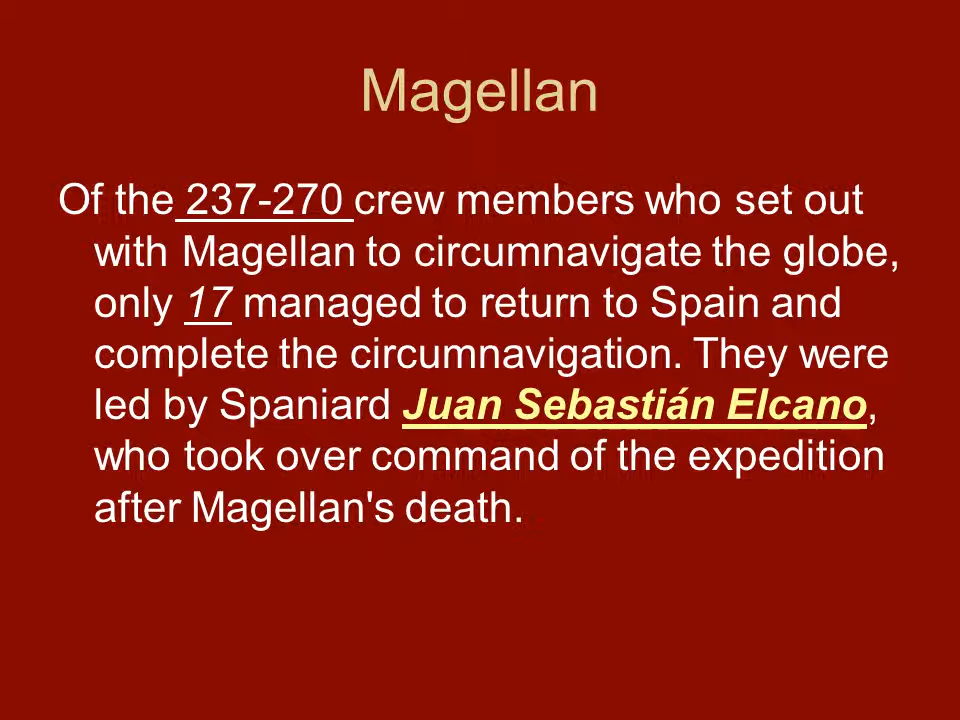 Magellan
Of the 237-270 crew members who set out
with Magellan to circumnavigate the globe,
only 17 managed to return to Spain and
complete the circumnavigation. They were
led by Spaniard Juan Sebastián Elcano,
who took over command of the expedition
after Magellan's death.